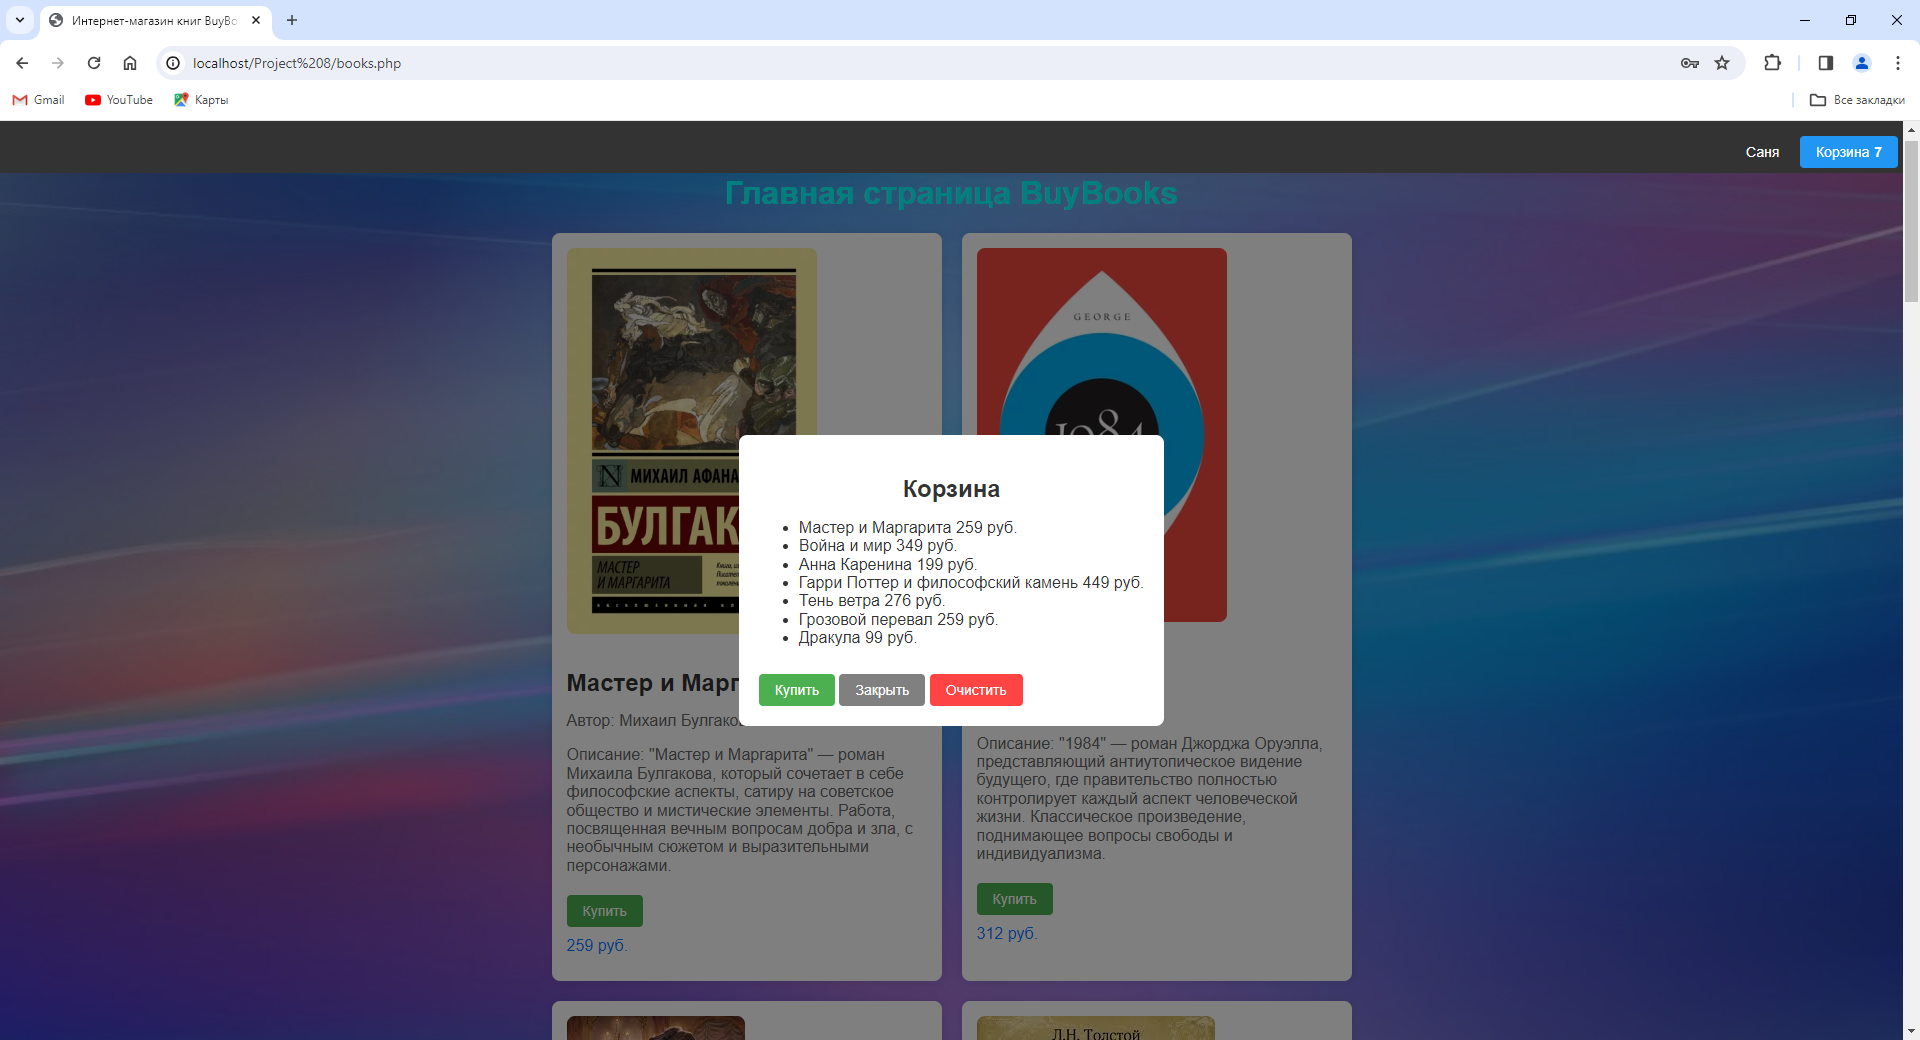 Интернет-магазин книг BuyBo
localhost/Project%208/books.php
Gmail
YouTube
Карты
Все закладки
Саня
Корзина 7
Главная страница BuyBooks
МИХАИЛ АФАНА
БУЛГАК
МАСТЕР
И МАРГАРИТА
GEORGE
1984
Корзина
Мастер и Маргарита 259 руб.
Война и мир 349 руб.
Анна Каренина 199 руб.
Гарри Поттер и философский камень 449 руб.
Тень ветра 276 руб.
Грозовой перевал 259 руб.
Дракула 99 руб.
Купить
Закрыть
Очистить
Мастер и Марг
Автор: Михаил Булгако
Описание: "Мастер и Маргарита" — роман
Михаила Булгакова, который сочетает в себе
философские аспекты, сатиру на советское
общество и мистические элементы. Работа,
посвященная вечным вопросам добра и зла, с
необычным сюжетом и выразительными
персонажами.
Купить
259 руб.
Описание: "1984" — роман Джорджа Оруэлла,
представляющий антиутопическое видение
будущего, где правительство полностью
контролирует каждый аспект человеческой
жизни. Классическое произведение,
поднимающее вопросы свободы и
индивидуализма.
Купить
312 руб.
Л.Н. Толстой